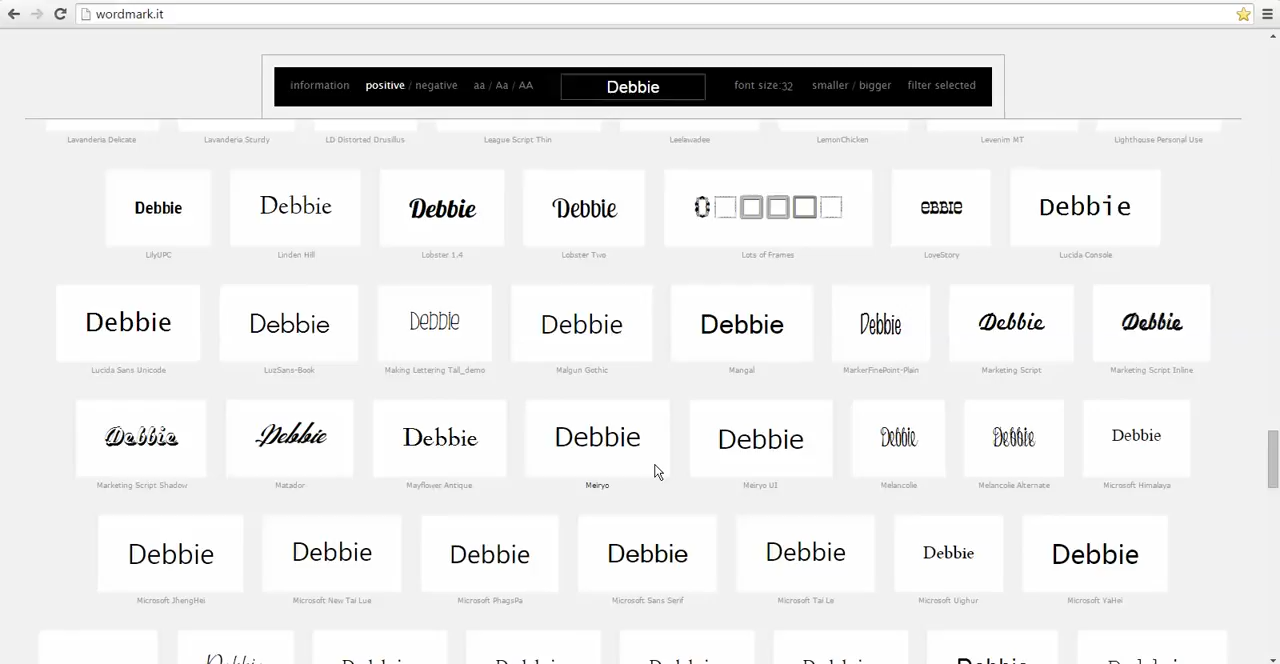 wordmark.it
information positive / negative aa / Aa / AA Debbie font size:32 smaller / bigger filter selected
Lavanderia Delicate Lavanderia Sturdy LD Distorted Drusillus League Script Thin Leelawadee LemonChicken Levenim MT Lighthouse Personal Use
Debbie Debbie Debbie Debbie EBBIE Debbie
LilyUPC Linden Hill Lobster 1.4 Lobster Two Lots of Frames LoveStory Lucida Console
Debbie Debbie Debbie Debbie Debbie Debbie Debbie Debbie
Lucida Sans Unicode LuzSans-Book Making Lettering Tall_demo Malgun Gothic Mangal MarkerFinePoint-Plain Marketing Script Marketing Script Inline
Debbie Debbie Debbie Debbie Debbie Debbie Debbie Debbie
Marketing Script Shadow Matador Mayflower Antique Meiryo Meiryo UI Melancolie Melancolie Alternate Microsoft Himalaya
Debbie Debbie Debbie Debbie Debbie Debbie Debbie
Microsoft JhengHei Microsoft New Tai Lue Microsoft PhagsPa Microsoft Sans Serif Microsoft Tai Le Microsoft Uighur Microsoft YaHei